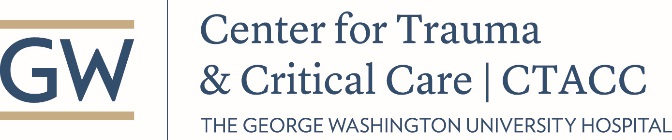 GW
Center for Trauma
& Critical Care | CTACC
THE GEORGE WASHINGTON UNIVERSITY HOSPITAL